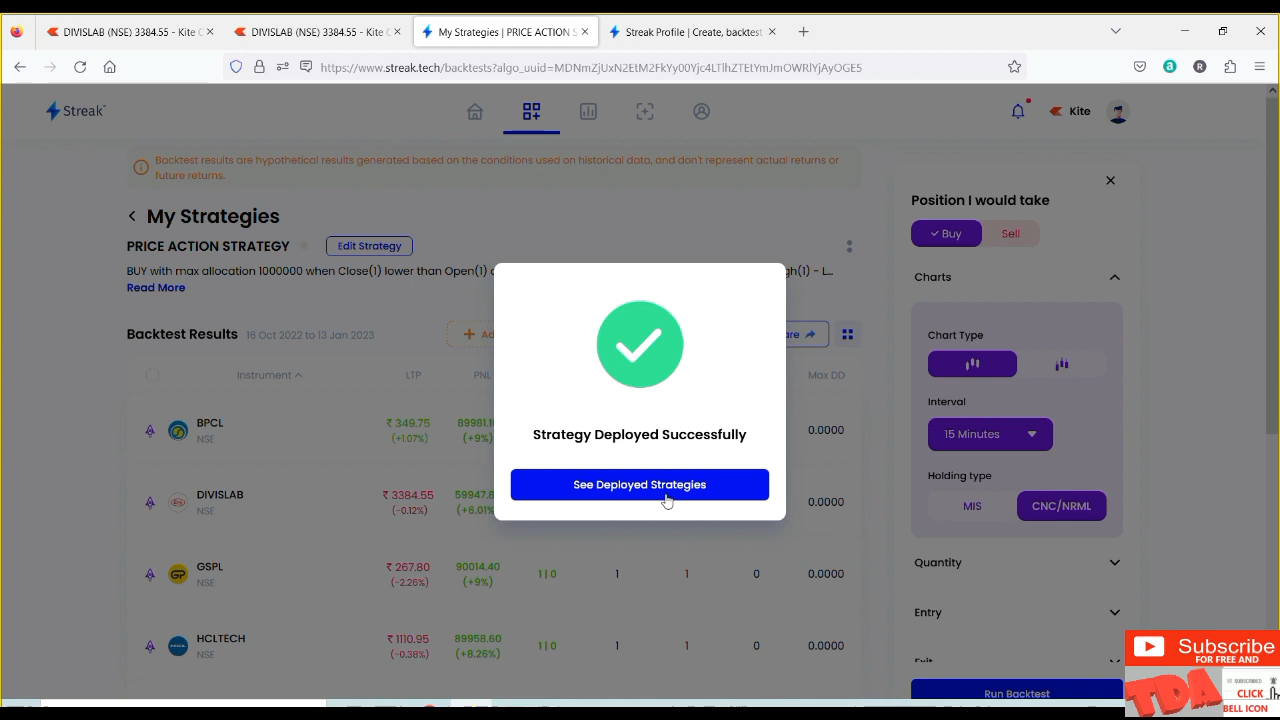 DIVISLAB (NSE) 3384.55 - Kite C
DIVISLAB (NSE) 3384.55 - Kite C
My Strategies | PRICE ACTION S
Streak Profile | Create, backtest
Streak
Kite
Backtest results are hypothetical results generated based on the conditions used on historical data, and don't represent actual returns or
future returns.
My Strategies
PRICE ACTION STRATEGY
Edit Strategy
BUY with max allocation 1000000 when Close(1) lower than Open(1)
Read More
Backtest Results 16 Oct 2022 to 13 Jan 2023
Instrument LTP PNL Max DD
BPCL
NSE
₹ 349.75
(+1.07%)
(+9%)
0.0000
DIVISLAB
NSE
₹ 3384.55
(-0.12%)
(+6.01%)
0.0000
GSPL
NSE
₹ 267.80
(-2.26%)
90014.40
(+9%)
1 | 0 1 1 0 0.0000
HCLTECH
NSE
₹ 1110.95
(-0.38%)
89958.60
(+8.26%)
1 | 0 1 1 0 0.0000
Strategy Deployed Successfully
See Deployed Strategies
Position I would take
Buy Sell
Charts
Chart Type
Interval
15 Minutes
Holding type
MIS CNC/NRML
Quantity
Entry
Run Backtest
Subscribe
FOR FREE AND
TDA
SUBSCRIBED
CLICK
BELL ICON